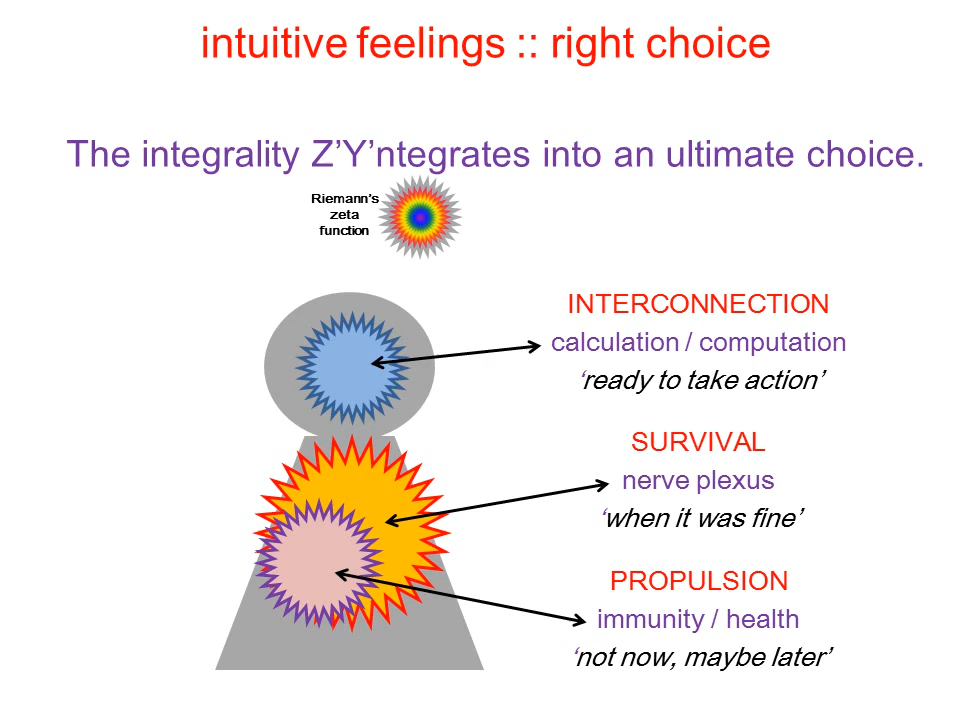 intuitive feelings :: right choice
The integrality Z’Y’ntegrates into an ultimate choice.
Riemann's
zeta
function
INTERCONNECTION
calculation / computation
‘ready to take action’
SURVIVAL
nerve plexus
‘when it was fine’
PROPULSION
immunity / health
‘not now, maybe later’